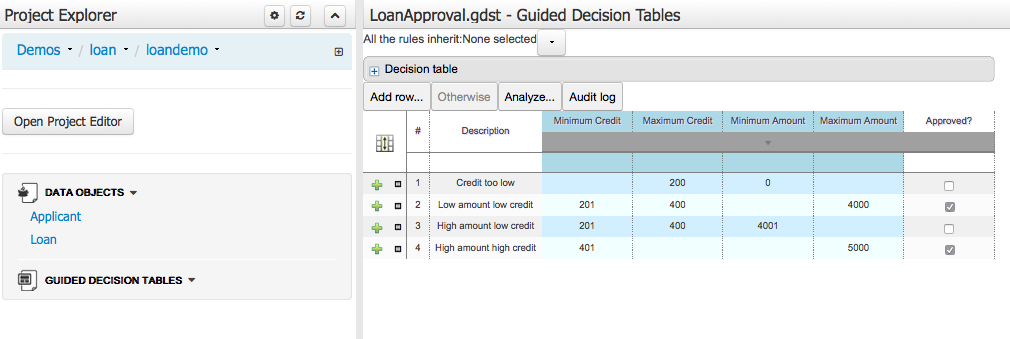 Project Explorer
Demos / loan / loandemo
Open Project Editor
DATA OBJECTS
Applicant
Loan
GUIDED DECISION TABLES
LoanApproval.gdst - Guided Decision Tables
All the rules inherit:None selected
Decision table
Add row... Otherwise Analyze... Audit log
# Description Minimum Credit Maximum Credit Minimum Amount Maximum Amount Approved?
1 Credit too low 200 0
2 Low amount low credit 201 400 4000
3 High amount low credit 201 400 4001
4 High amount high credit 401 5000